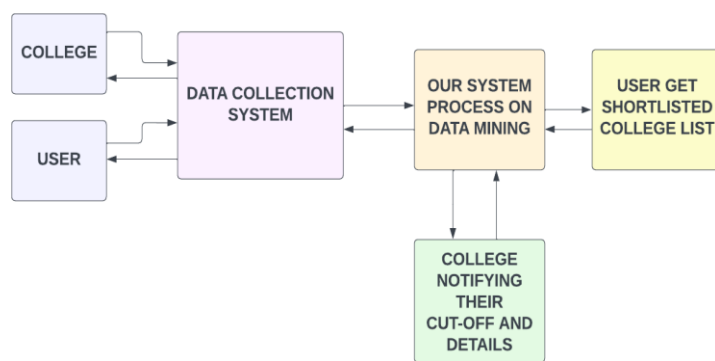 COLLEGE
USER
DATA COLLECTION
SYSTEM
OUR SYSTEM
PROCESS ON
DATA MINING
USER GET
SHORTLISTED
COLLEGE LIST
COLLEGE
NOTIFYING
THEIR
CUT-OFF AND
DETAILS